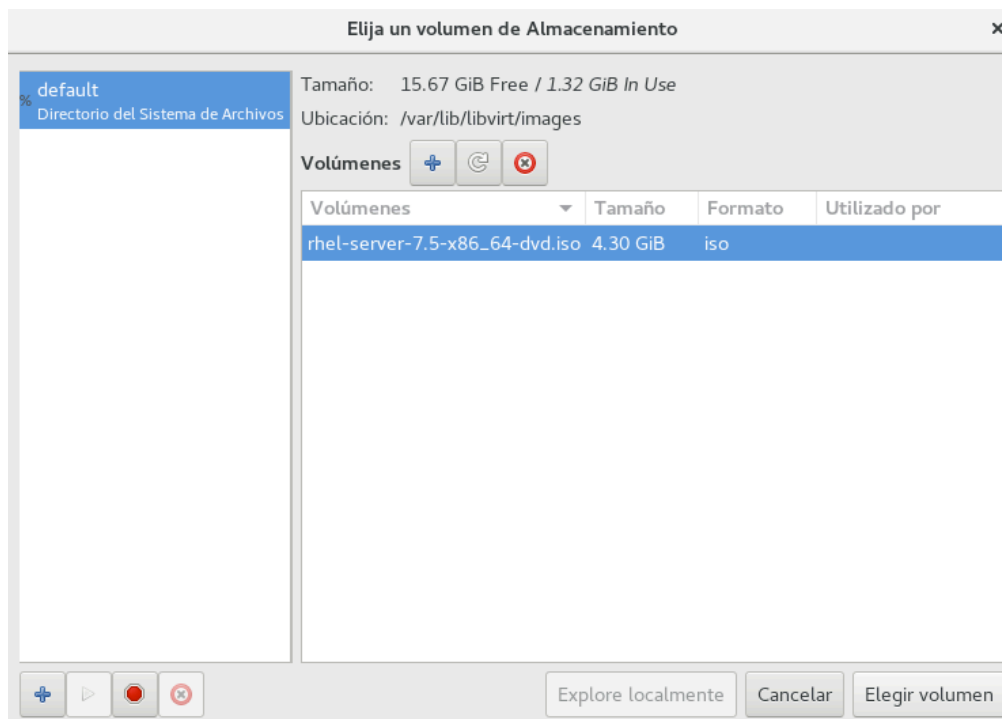 Elija un volumen de Almacenamiento
default
% Directorio del Sistema de Archivos
Tamaño: 15.67 GiB Free / 1.32 GiB In Use
Ubicación: /var/lib/libvirt/images
Volúmenes
Volúmenes Tamaño Formato Utilizado por
rhel-server-7.5-x86_64-dvd.iso 4.30 GiB iso
Explore localmente Cancelar Elegir volumen